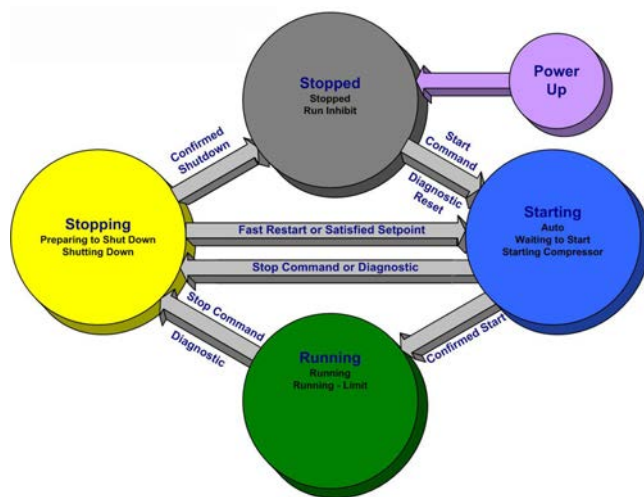 Stopped
Stopped
Run Inhibit
Power
Up
Confirmed
Shutdown
Start
Command
Diagnostic
Reset
Stopping
Preparing to Shut Down
Shutting Down
Fast Restart or Satisfied Setpoint
Starting
Auto
Waiting to Start
Starting Compressor
Stop Command or Diagnostic
Stop Command
Diagnostic
Confirmed Start
Running
Running
Running - Limit